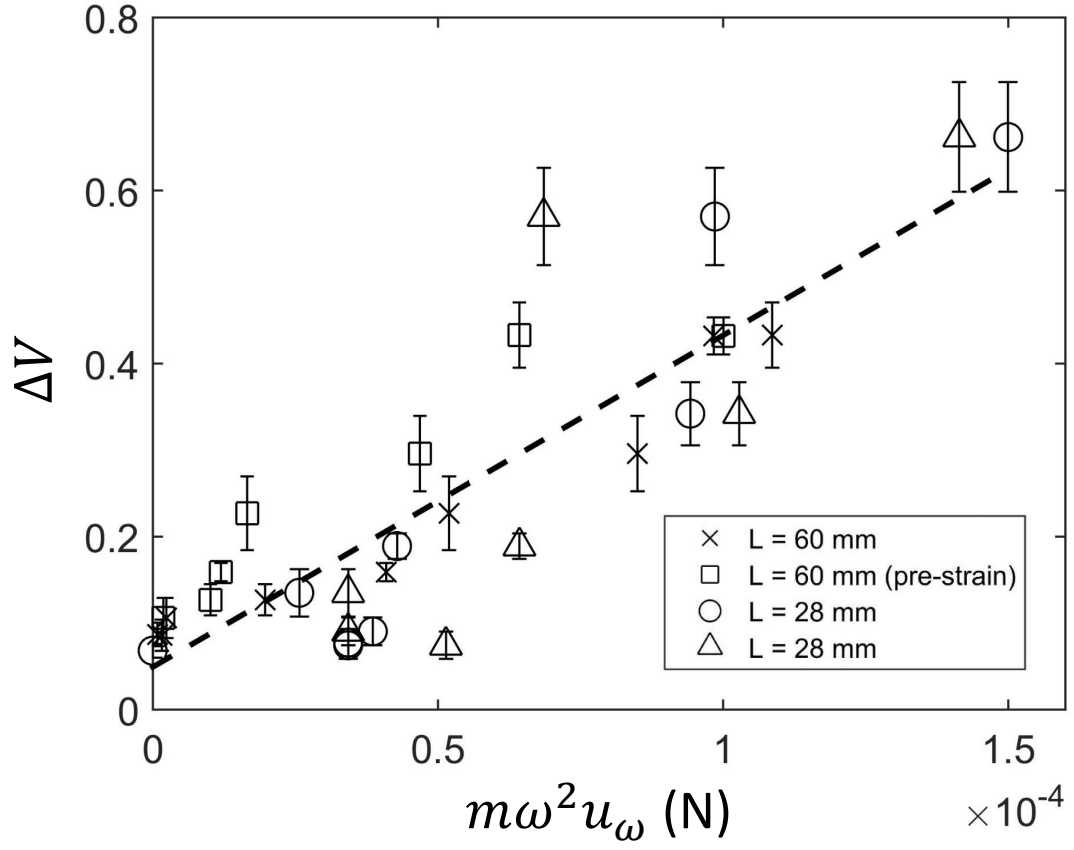 0.8
0.6
0.4
0.2
0
ΔV
0
0.5
1
1.5
mω²u_ω (N)
×10⁻⁴
L = 60 mm
L = 60 mm (pre-strain)
L = 28 mm
L = 28 mm